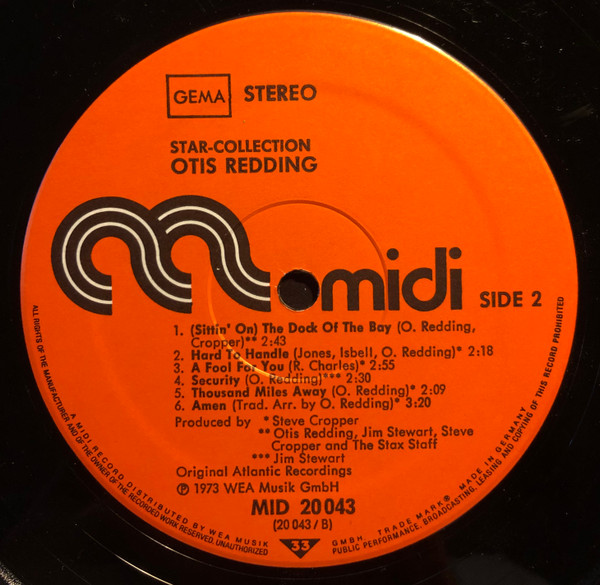 GEMA STEREO
STAR-COLLECTION
OTIS REDDING
midi SIDE 2
1. (Sittin' On) The Dock Of The Bay (O. Redding,
Cropper)** 2:43
2. Hard To Handle (Jones, Isbell, O. Redding)* 2:18
3. A Fool For You (R. Charles)* 2:55
4. Security (O. Redding)*** 2:30
5. Thousand Miles Away (O. Redding)* 2:09
6. Amen (Trad. Arr. by O. Redding)* 3:20
Produced by * Steve Cropper
** Otis Redding, Jim Stewart, Steve
Cropper and The Stax Staff
*** Jim Stewart
Original Atlantic Recordings
℗ 1973 WEA Musik GmbH
MID 20 043
(20 043 / B)
33
ALL RIGHTS OF THE MANUFACTURER AND OF THE OWNER OF THE RECORDED WORK RESERVED. UNAUTHORIZED PUBLIC PERFORMANCE, BROADCASTING, LEASING AND COPYING OF THIS RECORD PROHIBITED
A MIDI RECORD DISTRIBUTED BY WEA MUSIK GMBH. TRADE MARK® MADE IN GERMANY